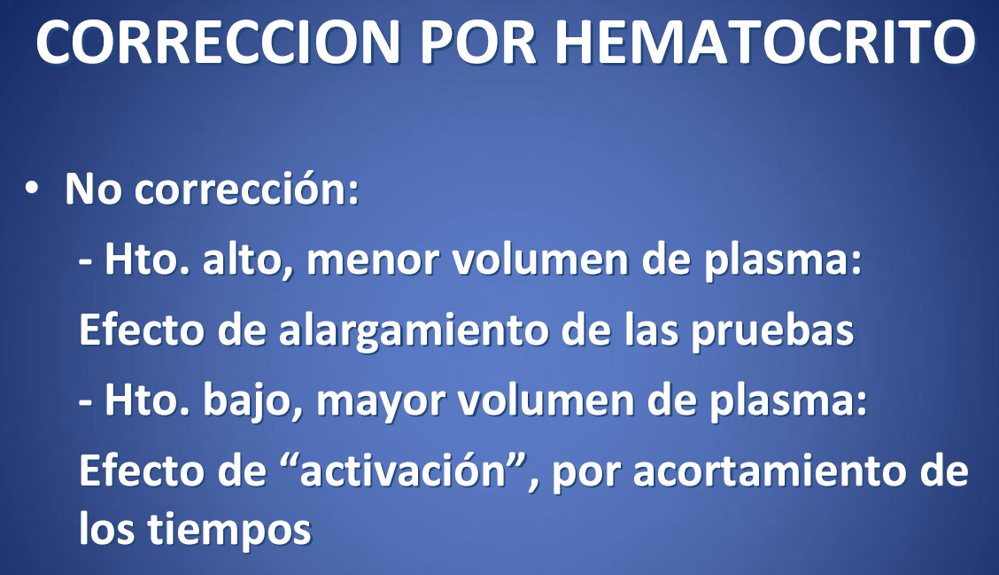 CORRECCION POR HEMATOCRITO
• No corrección:
- Hto. alto, menor volumen de plasma:
Efecto de alargamiento de las pruebas
- Hto. bajo, mayor volumen de plasma:
Efecto de “activación”, por acortamiento de
los tiempos